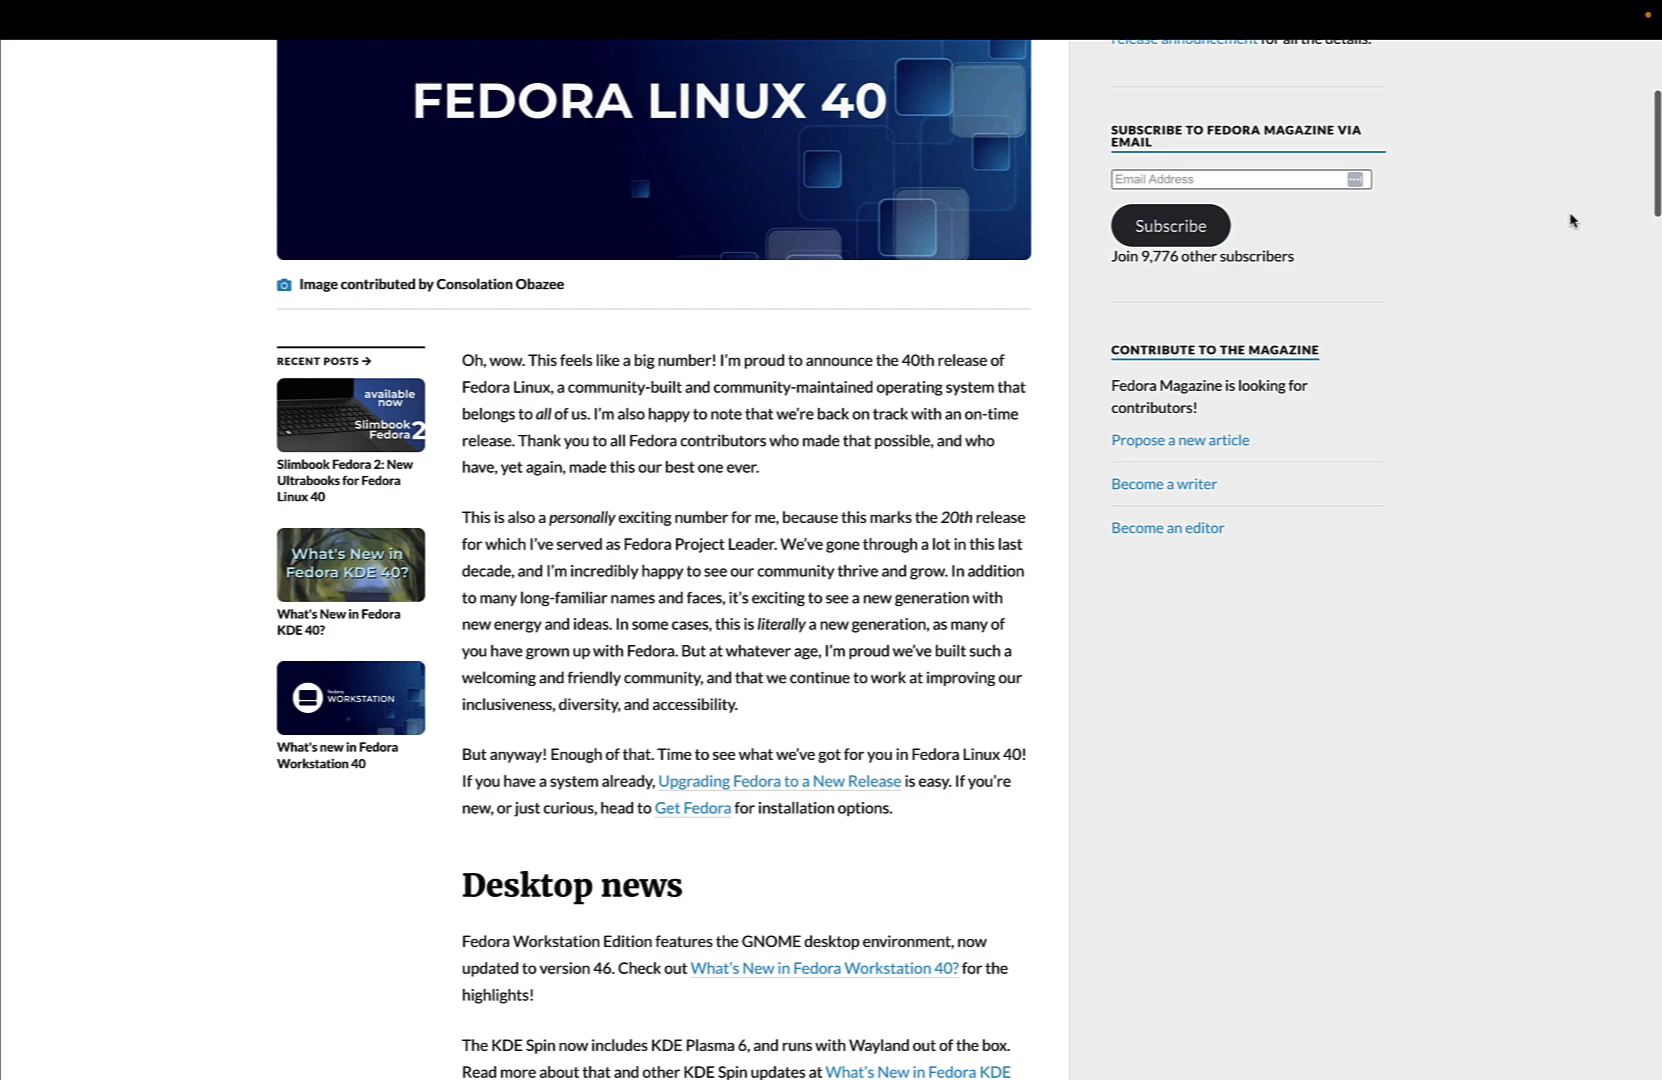 FEDORA LINUX 40
Image contributed by Consolation Obazee
RECENT POSTS →
available
now
Slimbook
Fedora 2
Slimbook Fedora 2: New
Ultrabooks for Fedora
Linux 40
What's New in
Fedora KDE 40?
What's New in Fedora
KDE 40?
fedora
WORKSTATION
What's new in Fedora
Workstation 40
Oh, wow. This feels like a big number! I'm proud to announce the 40th release of
Fedora Linux, a community-built and community-maintained operating system that
belongs to all of us. I'm also happy to note that we're back on track with an on-time
release. Thank you to all Fedora contributors who made that possible, and who
have, yet again, made this our best one ever.
This is also a personally exciting number for me, because this marks the 20th release
for which I've served as Fedora Project Leader. We've gone through a lot in this last
decade, and I'm incredibly happy to see our community thrive and grow. In addition
to many long-familiar names and faces, it's exciting to see a new generation with
new energy and ideas. In some cases, this is literally a new generation, as many of
you have grown up with Fedora. But at whatever age, I'm proud we've built such a
welcoming and friendly community, and that we continue to work at improving our
inclusiveness, diversity, and accessibility.
But anyway! Enough of that. Time to see what we've got for you in Fedora Linux 40!
If you have a system already, Upgrading Fedora to a New Release is easy. If you're
new, or just curious, head to Get Fedora for installation options.
Desktop news
Fedora Workstation Edition features the GNOME desktop environment, now
updated to version 46. Check out What's New in Fedora Workstation 40? for the
highlights!
The KDE Spin now includes KDE Plasma 6, and runs with Wayland out of the box.
Read more about that and other KDE Spin updates at What's New in Fedora KDE
release announcement for all the details.
SUBSCRIBE TO FEDORA MAGAZINE VIA
EMAIL
Email Address
Subscribe
Join 9,776 other subscribers
CONTRIBUTE TO THE MAGAZINE
Fedora Magazine is looking for
contributors!
Propose a new article
Become a writer
Become an editor